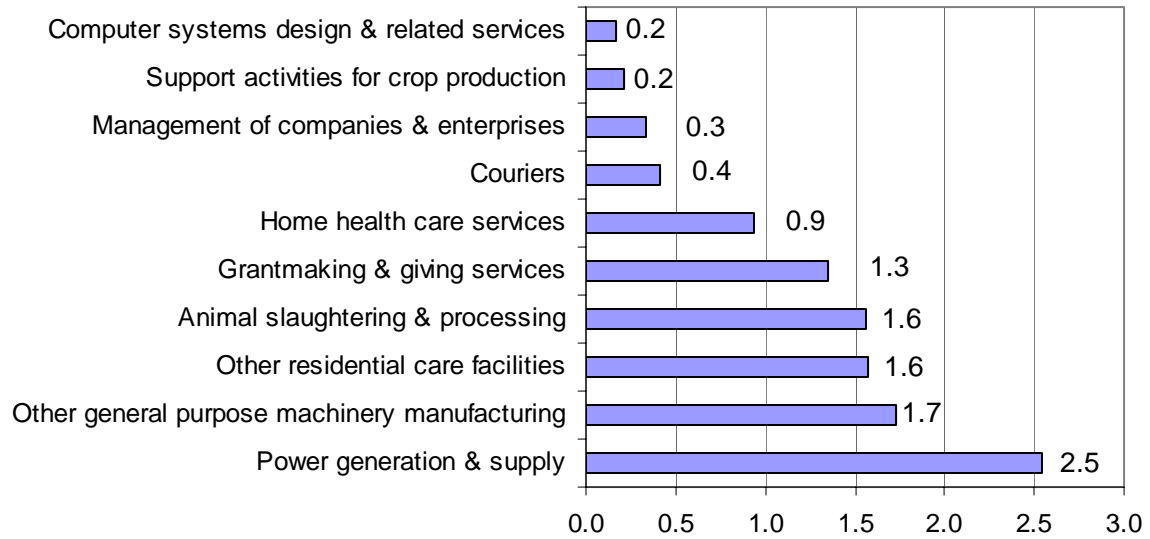 Computer systems design & related services 0.2
Support activities for crop production 0.2
Management of companies & enterprises 0.3
Couriers 0.4
Home health care services 0.9
Grantmaking & giving services 1.3
Animal slaughtering & processing 1.6
Other residential care facilities 1.6
Other general purpose machinery manufacturing 1.7
Power generation & supply 2.5
0.0 0.5 1.0 1.5 2.0 2.5 3.0